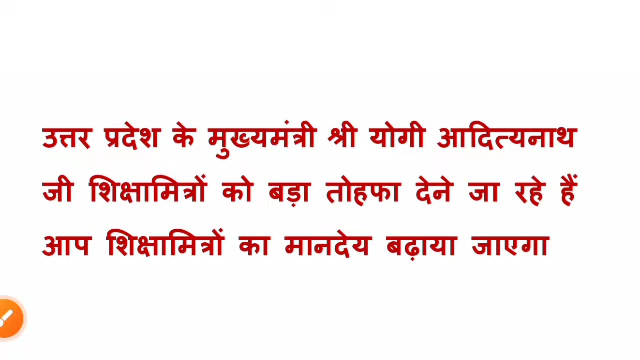 उत्तर प्रदेश के मुख्यमंत्री श्री योगी आदित्यनाथ
जी शिक्षामित्रों को बड़ा तोहफा देने जा रहे हैं
आप शिक्षामित्रों का मानदेय बढ़ाया जाएगा